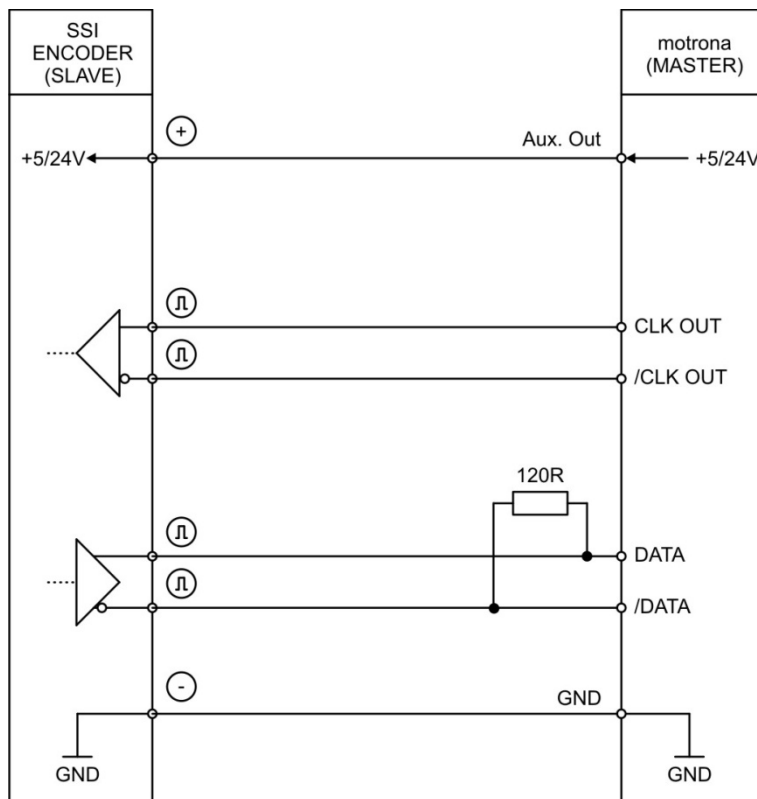 SSI
ENCODER
(SLAVE)
motrona
(MASTER)
+
Aux. Out
+5/24V
+5/24V
CLK OUT
/CLK OUT
120R
DATA
/DATA
-
GND
GND
GND